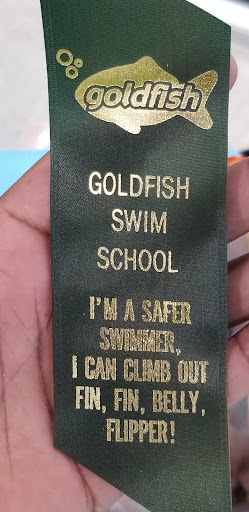 goldfish
GOLDFISH
SWIM
SCHOOL
I'M A SAFER
SWIMMER,
I CAN CLIMB OUT
FIN, FIN, BELLY,
FLIPPER!